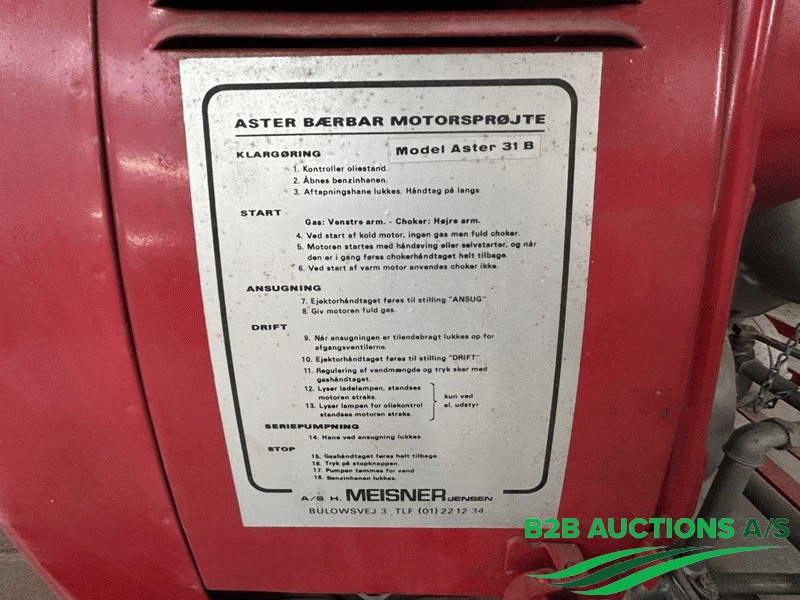 ASTER BÆRBAR MOTORSPRØJTE
Model Aster 31 B
KLARGØRING
1. Kontroller oliestand.
2. Åbnes benzinhanen.
3. Aftapningshane lukkes. Håndtag på langs
START
Gas: Venstre arm. - Choker: Højre arm.
4. Ved start af kold motor, ingen gas men fuld choker.
5. Motoren startes med håndsving eller selvstarter, og når
den er i gang føres chokerhåndtaget helt tilbage.
6. Ved start af varm motor anvendes choker ikke.
ANSUGNING
7. Ejektorhåndtaget føres til stilling "ANSUG"
8. Giv motoren fuld gas.
DRIFT
9. Når ansugningen er tilendebragt lukkes op for
afgangsventilerne.
10. Ejektorhåndtaget føres til stilling "DRIFT"
11. Regulering af vandmængde og tryk sker med
gashåndtaget.
12. Lyser ladelampen, standses
motoren straks.
13. Lyser lampen for oliekontrol
standses motoren straks.
kun ved
el. udstyr
SERIEPUMPNING
14. Hane ved ansugning lukkes
STOP
15. Gashåndtaget føres helt tilbage
16. Tryk på stopknappen.
17. Pumpen tømmes for vand
18. Benzinhanen lukkes.
A/S H. MEISNER JENSEN
BÜLOWSVEJ 3 TLF (01) 22 12 34
B2B AUCTIONS A/S